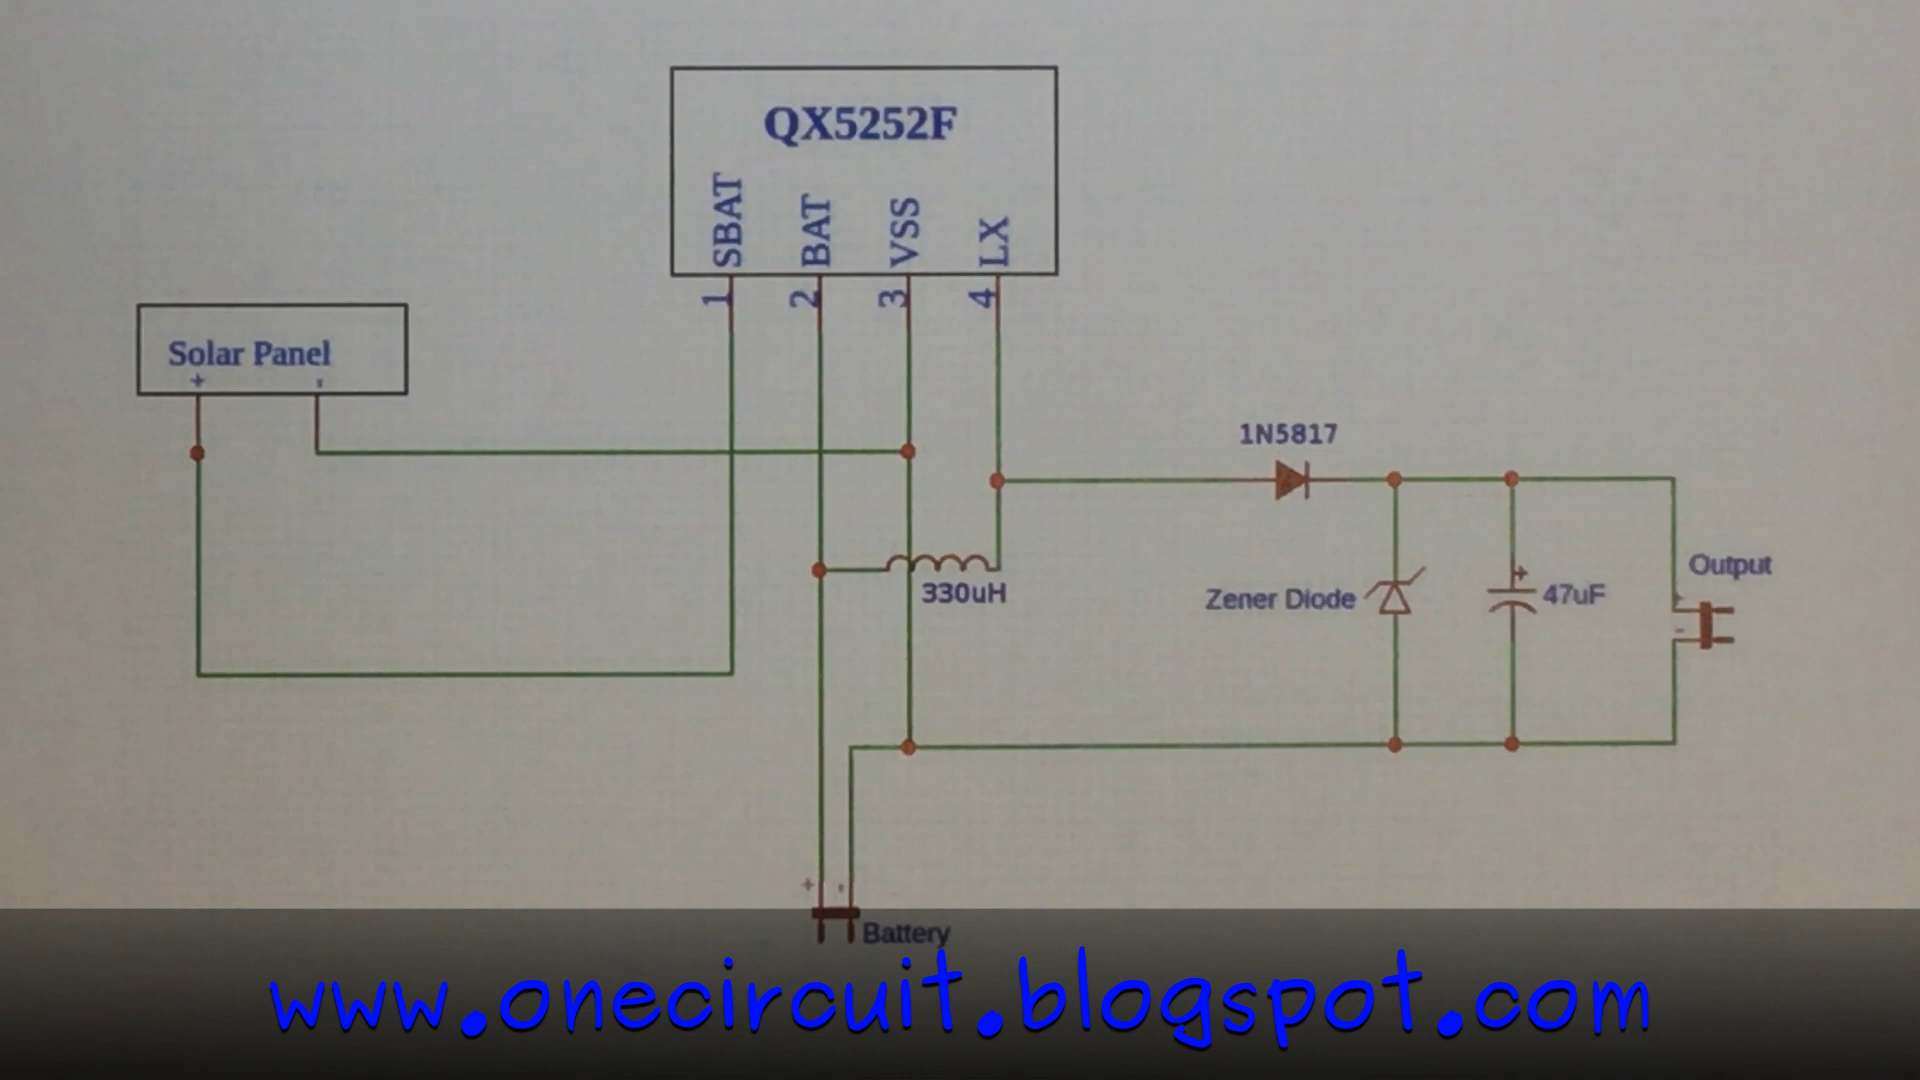 QX5252F
SBAT
BAT
VSS
LX
1
2
3
4
Solar Panel
+ -
1N5817
330uH
Zener Diode
+
47uF
Output
+
-
+ -
Battery
www.onecircuit.blogspot.com